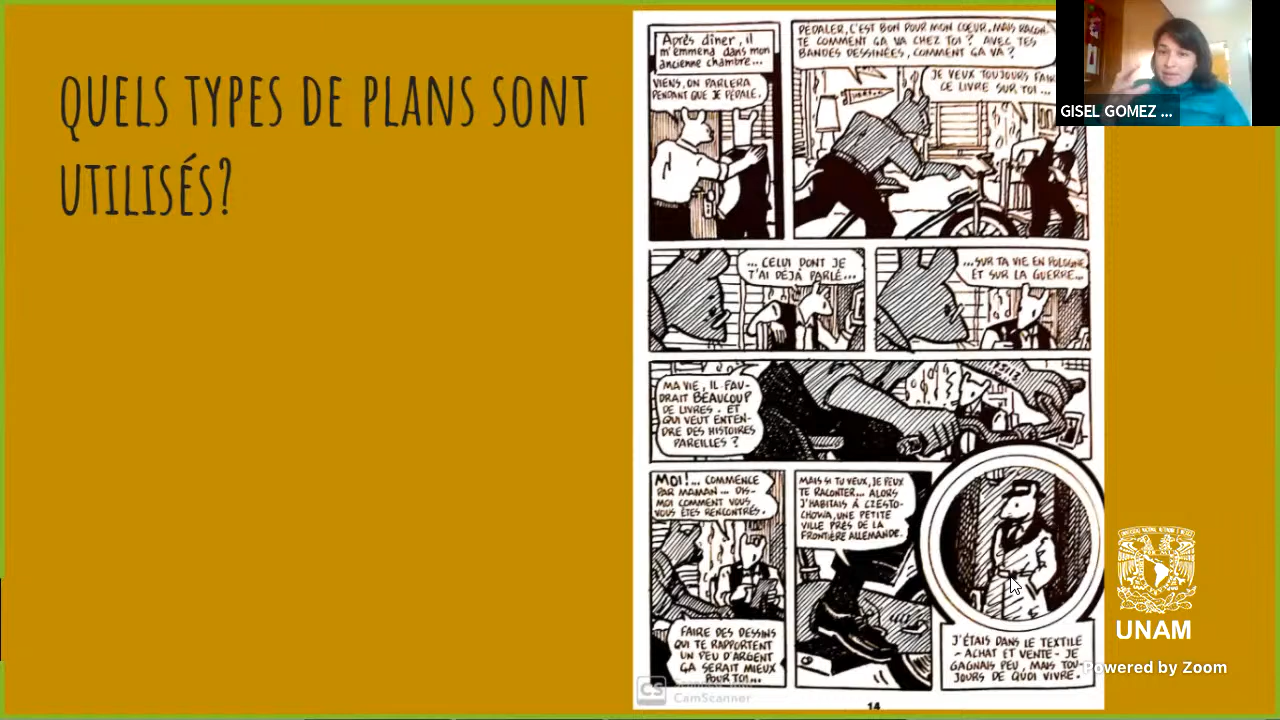 QUELS TYPES DE PLANS SONT
UTILISÉS?
Après dîner, il
m'emmena dans mon
ancienne chambre...
VIENS, ON PARLERA
PENDANT QUE JE PÉDALE.
PÉDALER, C'EST BON POUR MON COEUR, MAIS RACON-
TE COMMENT ÇA VA CHEZ TOI ? AVEC TES
BANDES DESSINÉES, COMMENT ÇA VA ?
JE VEUX TOUJOURS FAIRE
CE LIVRE SUR TOI ...
... CELUI DONT JE
T'AI DÉJÀ PARLÉ...
...SUR TA VIE EN POLOGNE
ET SUR LA GUERRE...
MA VIE, IL FAU-
DRAIT BEAUCOUP
DE LIVRES. ET
QUI VEUT ENTEN-
DRE DES HISTOIRES
PAREILLES ?
MOI!... COMMENCE
PAR MAMAN... DIS-
MOI COMMENT VOUS
VOUS ÊTES RENCONTRÉS.
FAIRE DES DESSINS
QUI TE RAPPORTENT
UN PEU D'ARGENT
ÇA SERAIT MIEUX
POUR TOI...
MAIS SI TU VEUX, JE PEUX
TE RACONTER... ALORS
J'HABITAIS À CZESTO-
CHOWA, UNE PETITE
VILLE PRÈS DE LA
FRONTIÈRE ALLEMANDE.
J'ÉTAIS DANS LE TEXTILE
- ACHAT ET VENTE - JE
GAGNAIS PEU, MAIS TOU-
JOURS DE QUOI VIVRE.
14
CS
CamScanner
GISEL GOMEZ ...
UNAM
Powered by Zoom